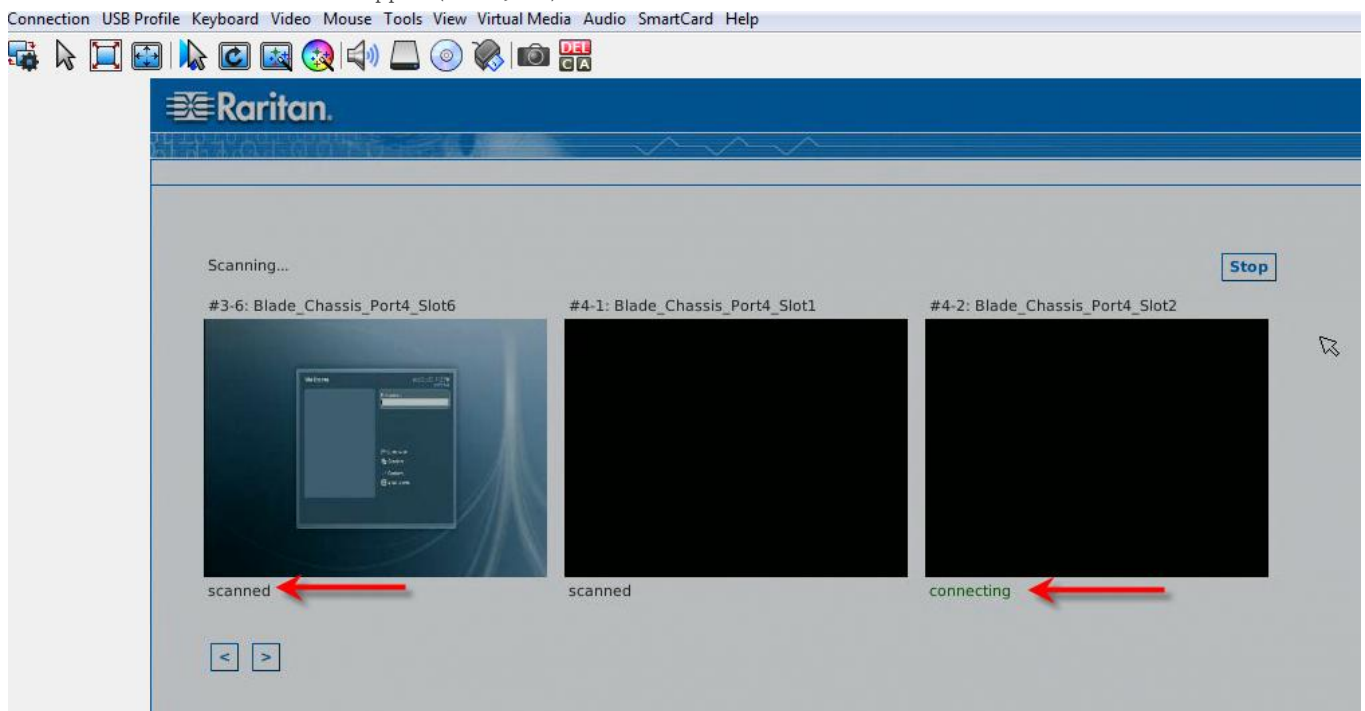 Connection USB Profile Keyboard Video Mouse Tools View Virtual Media Audio SmartCard Help
DEL
C A
Raritan.
Scanning...
Stop
#3-6: Blade_Chassis_Port4_Slot6
#4-1: Blade_Chassis_Port4_Slot1
#4-2: Blade_Chassis_Port4_Slot2
Welcome
scanned
scanned
connecting
< >